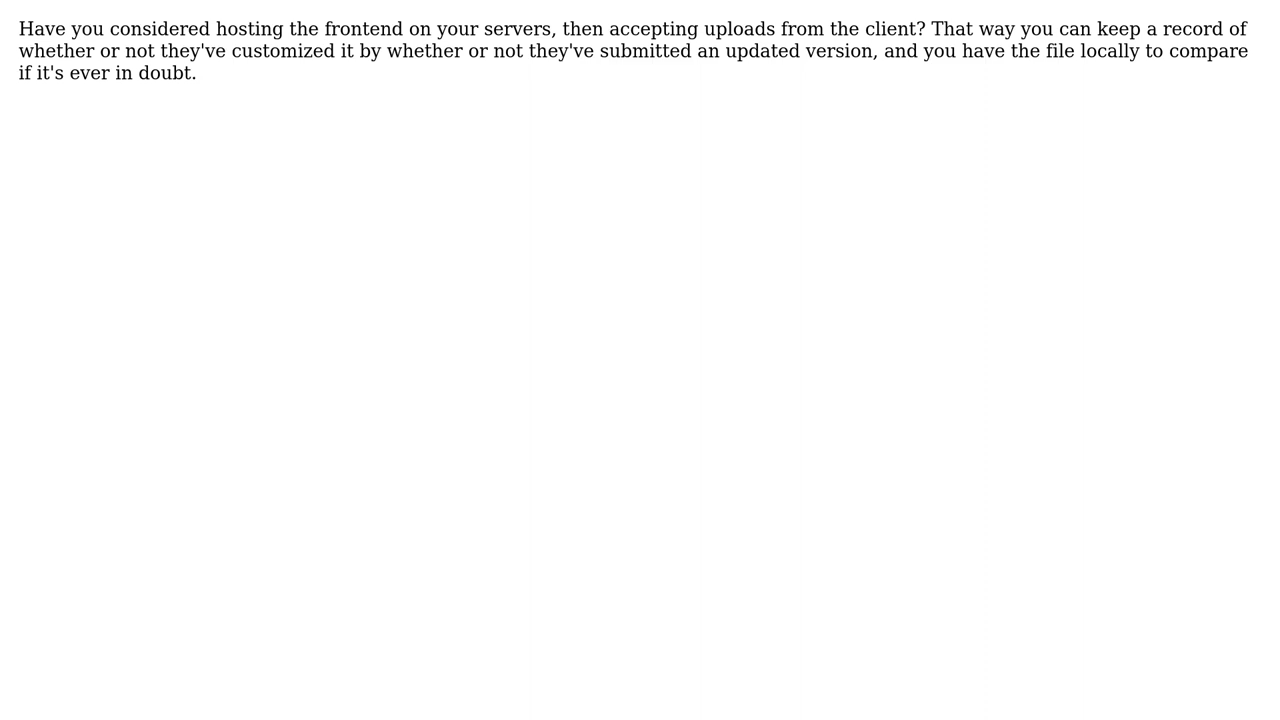 Have you considered hosting the frontend on your servers, then accepting uploads from the client? That way you can keep a record of
whether or not they've customized it by whether or not they've submitted an updated version, and you have the file locally to compare
if it's ever in doubt.